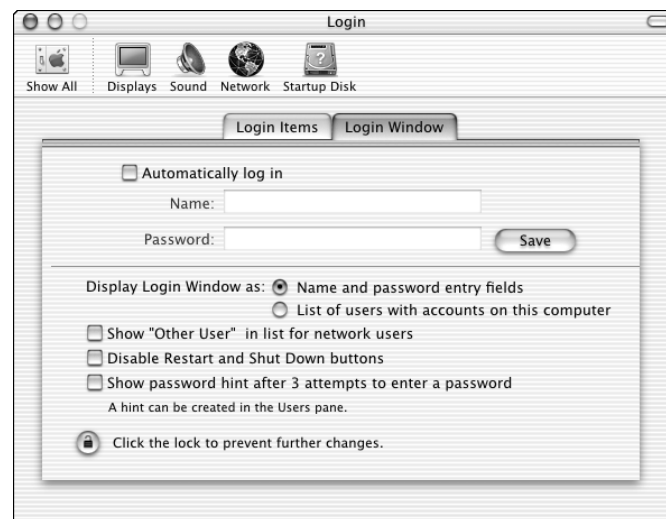 Login
Show All Displays Sound Network Startup Disk
Login Items Login Window
Automatically log in
Name:
Password: Save
Display Login Window as: Name and password entry fields
List of users with accounts on this computer
Show "Other User" in list for network users
Disable Restart and Shut Down buttons
Show password hint after 3 attempts to enter a password
A hint can be created in the Users pane.
Click the lock to prevent further changes.